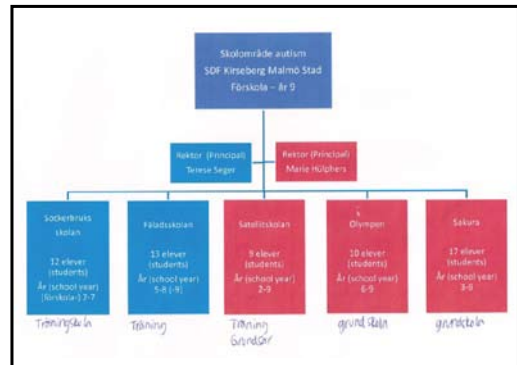 Skolområde autism
SDF Kirseberg Malmö Stad
Förskola – år 9
Rektor (Principal)
Terese Seger
Rektor (Principal)
Marie Hülphers
Sockerbruks
skolan
12 elever
(students)
År (school year)
(förskola-) 2-7
Fäladsskolan
13 elever
(students)
År (school year)
5-8 (-9)
Satellitskolan
9 elever
(students)
År (school year)
2-9
Olympen
10 elever
(students)
År (school year)
6-9
Sakura
17 elever
(students)
År (school year)
3-9
Träningskola
Träning
Träning
Grundsär
grundskola
grundskola